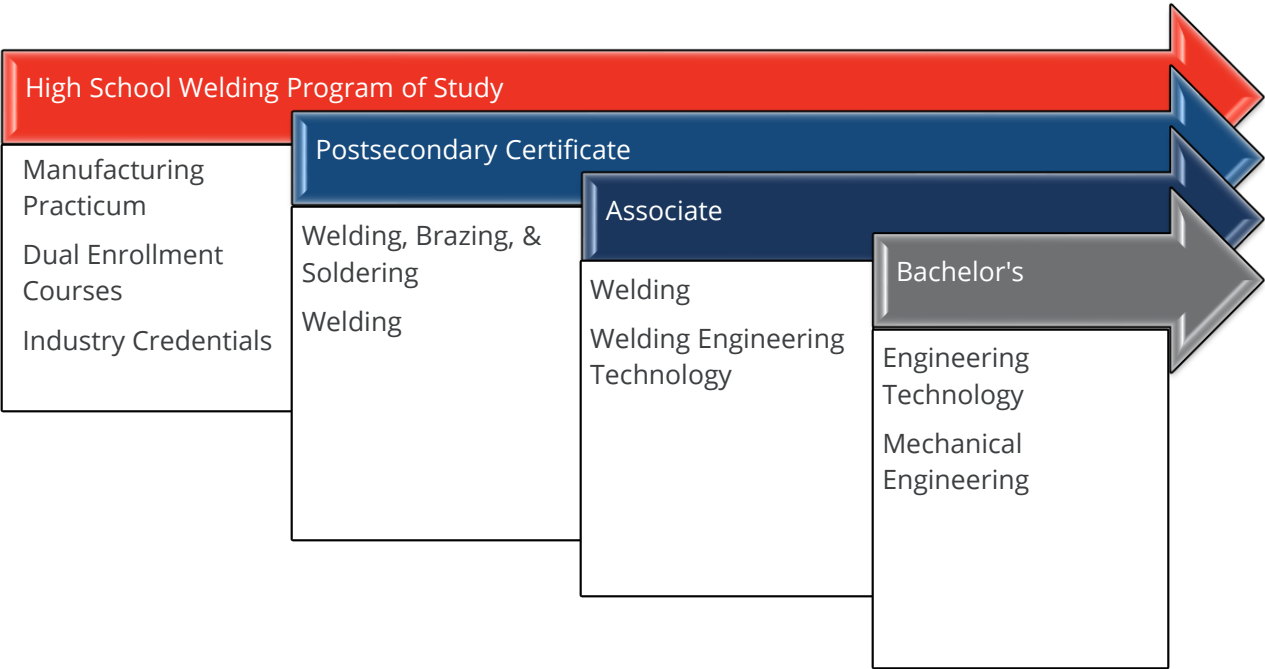 High School Welding Program of Study
Manufacturing
Practicum
Dual Enrollment
Courses
Industry Credentials
Postsecondary Certificate
Welding, Brazing, &
Soldering
Welding
Associate
Welding
Welding Engineering
Technology
Bachelor's
Engineering
Technology
Mechanical
Engineering